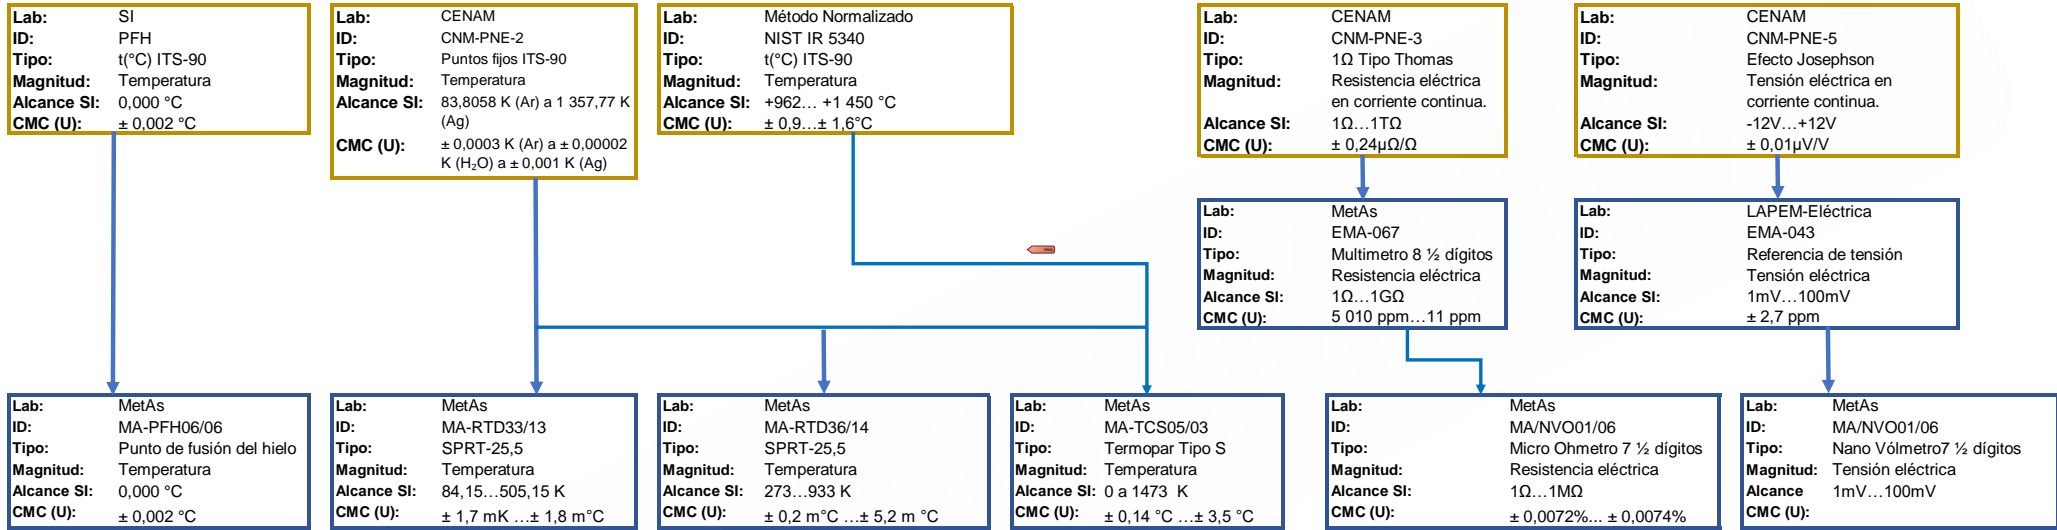 Lab: SI
ID: PFH
Tipo: t(°C) ITS-90
Magnitud: Temperatura
Alcance SI: 0,000 °C
CMC (U): ± 0,002 °C
Lab: CENAM
ID: CNM-PNE-2
Tipo: Puntos fijos ITS-90
Magnitud: Temperatura
Alcance SI: 83,8058 K (Ar) a 1 357,77 K
(Ag)
CMC (U): ± 0,0003 K (Ar) a ± 0,00002
K (H₂O) a ± 0,001 K (Ag)
Lab: Método Normalizado
ID: NIST IR 5340
Tipo: t(°C) ITS-90
Magnitud: Temperatura
Alcance SI: +962… +1 450 °C
CMC (U): ± 0,9…± 1,6°C
Lab: CENAM
ID: CNM-PNE-3
Tipo: 1Ω Tipo Thomas
Magnitud: Resistencia eléctrica
en corriente continua.
Alcance SI: 1Ω…1TΩ
CMC (U): ± 0,24µΩ/Ω
Lab: CENAM
ID: CNM-PNE-5
Tipo: Efecto Josephson
Magnitud: Tensión eléctrica en
corriente continua.
Alcance SI: -12V…+12V
CMC (U): ± 0,01µV/V
Lab: MetAs
ID: EMA-067
Tipo: Multimetro 8 ½ dígitos
Magnitud: Resistencia eléctrica
Alcance SI: 1Ω…1GΩ
CMC (U): 5 010 ppm…11 ppm
Lab: LAPEM-Eléctrica
ID: EMA-043
Tipo: Referencia de tensión
Magnitud: Tensión eléctrica
Alcance SI: 1mV…100mV
CMC (U): ± 2,7 ppm
Lab: MetAs
ID: MA-PFH06/06
Tipo: Punto de fusión del hielo
Magnitud: Temperatura
Alcance SI: 0,000 °C
CMC (U): ± 0,002 °C
Lab: MetAs
ID: MA-RTD33/13
Tipo: SPRT-25,5
Magnitud: Temperatura
Alcance SI: 84,15…505,15 K
CMC (U): ± 1,7 mK …± 1,8 m°C
Lab: MetAs
ID: MA-RTD36/14
Tipo: SPRT-25,5
Magnitud: Temperatura
Alcance SI: 273…933 K
CMC (U): ± 0,2 m°C …± 5,2 m °C
Lab: MetAs
ID: MA-TCS05/03
Tipo: Termopar Tipo S
Magnitud: Temperatura
Alcance SI: 0 a 1473 K
CMC (U): ± 0,14 °C …± 3,5 °C
Lab: MetAs
ID: MA/NVO01/06
Tipo: Micro Ohmetro 7 ½ dígitos
Magnitud: Resistencia eléctrica
Alcance SI: 1Ω…1MΩ
CMC (U): ± 0,0072%... ± 0,0074%
Lab: MetAs
ID: MA/NVO01/06
Tipo: Nano Vólmetro7 ½ dígitos
Magnitud: Tensión eléctrica
Alcance 1mV…100mV
CMC (U):